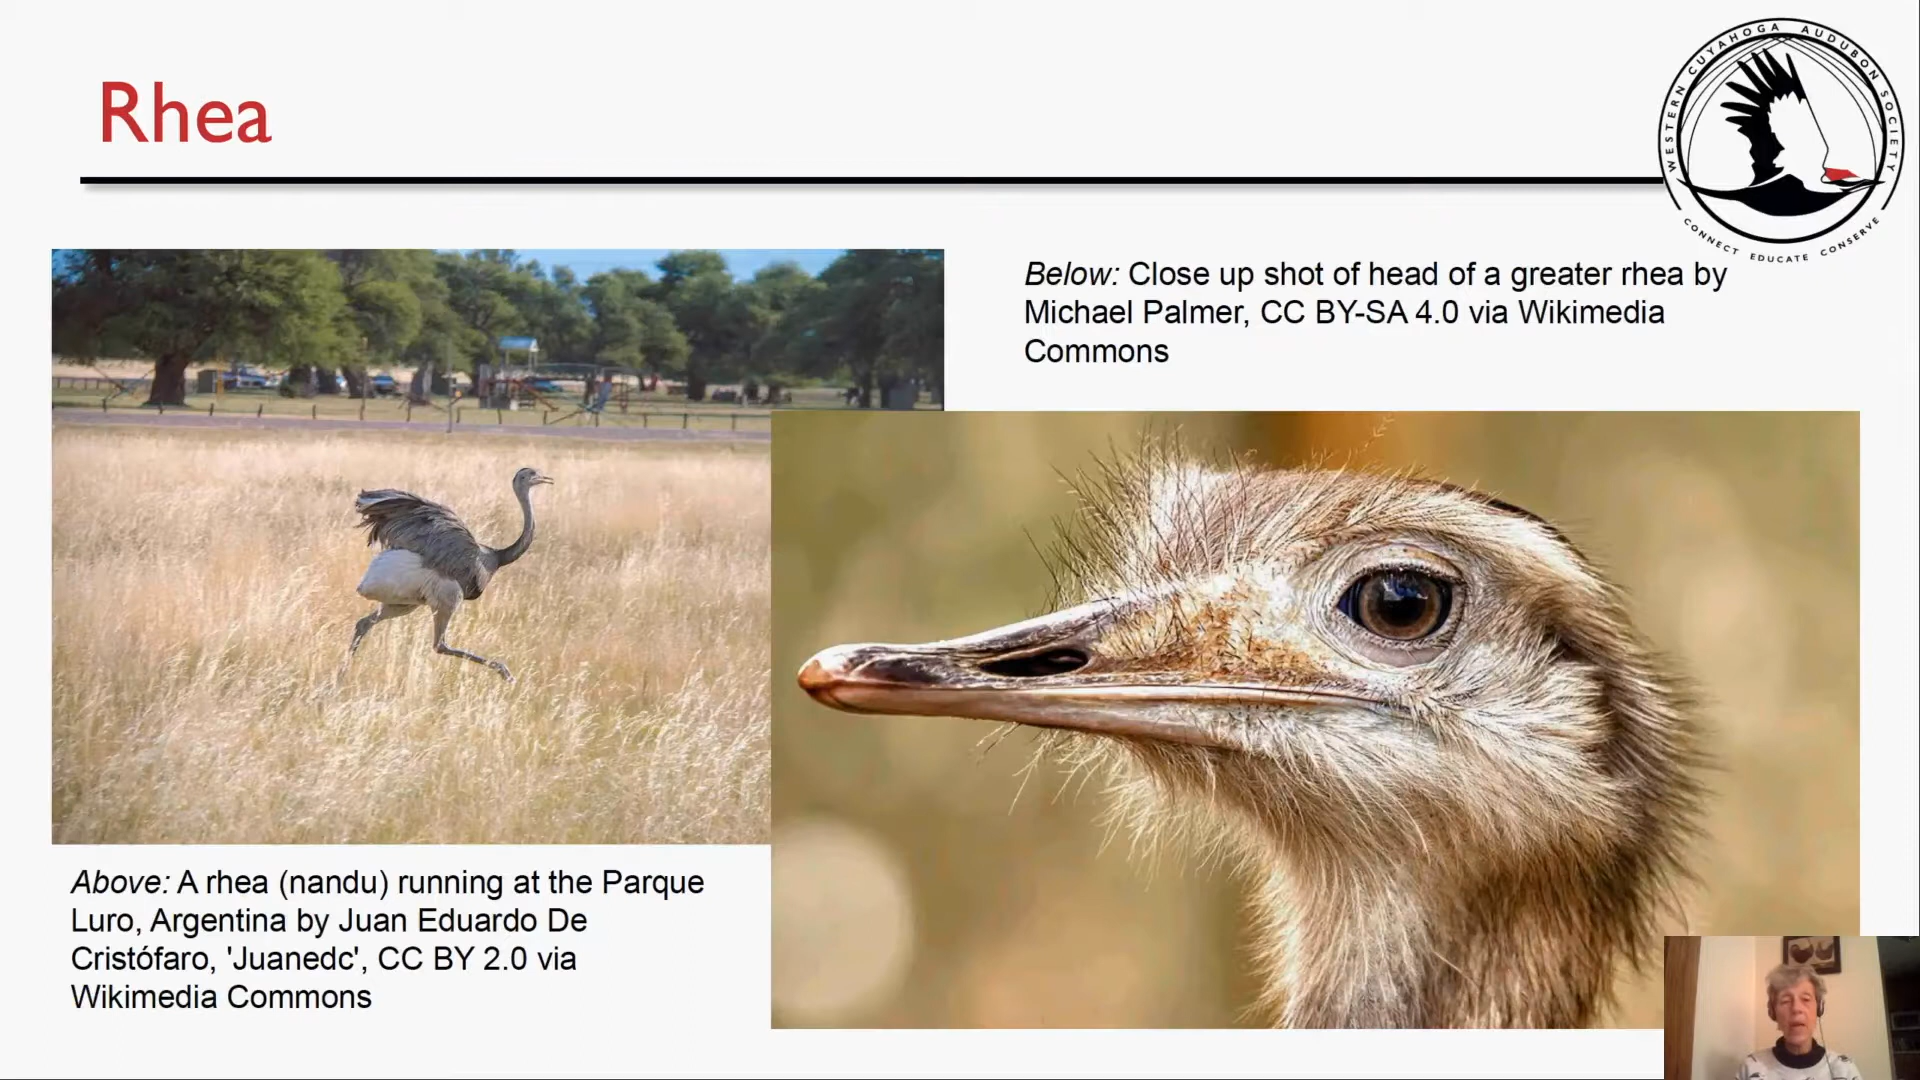 Rhea
WESTERN CUYAHOGA AUDUBON SOCIETY
CONNECT EDUCATE CONSERVE
Below: Close up shot of head of a greater rhea by
Michael Palmer, CC BY-SA 4.0 via Wikimedia
Commons
Above: A rhea (nandu) running at the Parque
Luro, Argentina by Juan Eduardo De
Cristófaro, 'Juanedc', CC BY 2.0 via
Wikimedia Commons